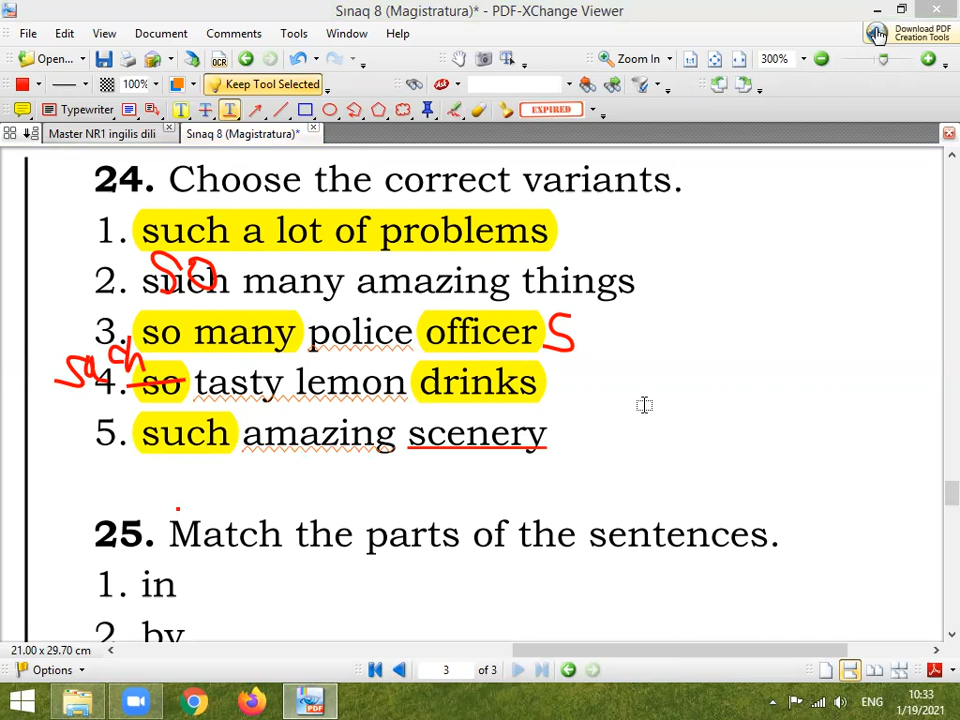 Sınaq 8 (Magistratura)* - PDF-XChange Viewer
File Edit View Document Comments Tools Window Help
Download PDF Creation Tools
Open... OCR Zoom In 300%
100% Keep Tool Selected
Typewriter EXPIRED
Master NR1 ingilis dili Sınaq 8 (Magistratura)*
24. Choose the correct variants.
1. such a lot of problems
so
2. such many amazing things
3. so many police officer S
such
4. so tasty lemon drinks
5. such amazing scenery
25. Match the parts of the sentences.
1. in
2. by
21.00 x 29.70 cm
Options 3 of 3
ENG 10:33 1/19/2021